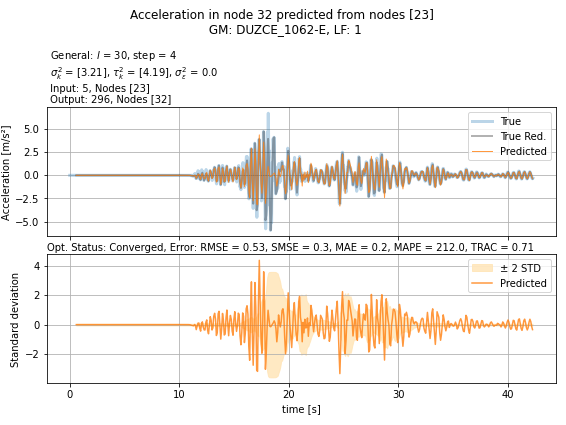 Acceleration in node 32 predicted from nodes [23]
GM: DUZCE_1062-E, LF: 1
General: l = 30, step = 4
σ²ₖ = [3.21], τ²ₖ = [4.19], σ²ε = 0.0
Input: 5, Nodes [23]
Output: 296, Nodes [32]
Acceleration [m/s²]
5.0
2.5
0.0
−2.5
−5.0
True
True Red.
Predicted
Opt. Status: Converged, Error: RMSE = 0.53, SMSE = 0.3, MAE = 0.2, MAPE = 212.0, TRAC = 0.71
Standard deviation
4
2
0
−2
± 2 STD
Predicted
0
10
20
30
40
time [s]